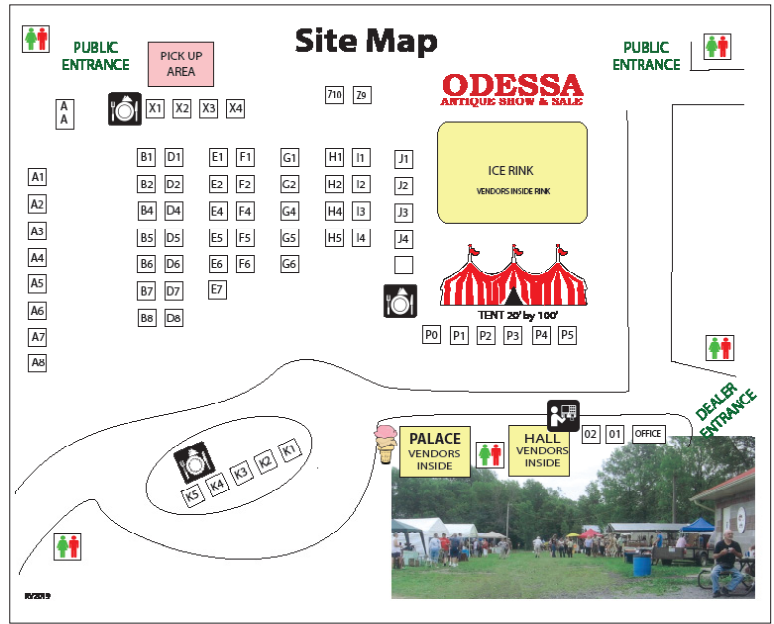 Site Map
PUBLIC
ENTRANCE
PICK UP
AREA
PUBLIC
ENTRANCE
ODESSA
ANTIQUE SHOW & SALE
A
A
X1 X2 X3 X4
710 Z9
ICE RINK
VENDORS INSIDE RINK
B1 D1 E1 F1 G1 H1 I1 J1
A1
B2 D2 E2 F2 G2 H2 I2 J2
A2
B4 D4 E4 F4 G4 H4 I3 J3
A3
B5 D5 E5 F5 G5 H5 I4 J4
A4
B6 D6 E6 F6 G6
A5
B7 D7 E7
A6
B8 D8
A7
A8
TENT 20' by 100'
P0 P1 P2 P3 P4 P5
DEALER
ENTRANCE
PALACE
VENDORS
INSIDE
HALL
VENDORS
INSIDE
02 01 OFFICE
K5 K4 K3 K2 K1